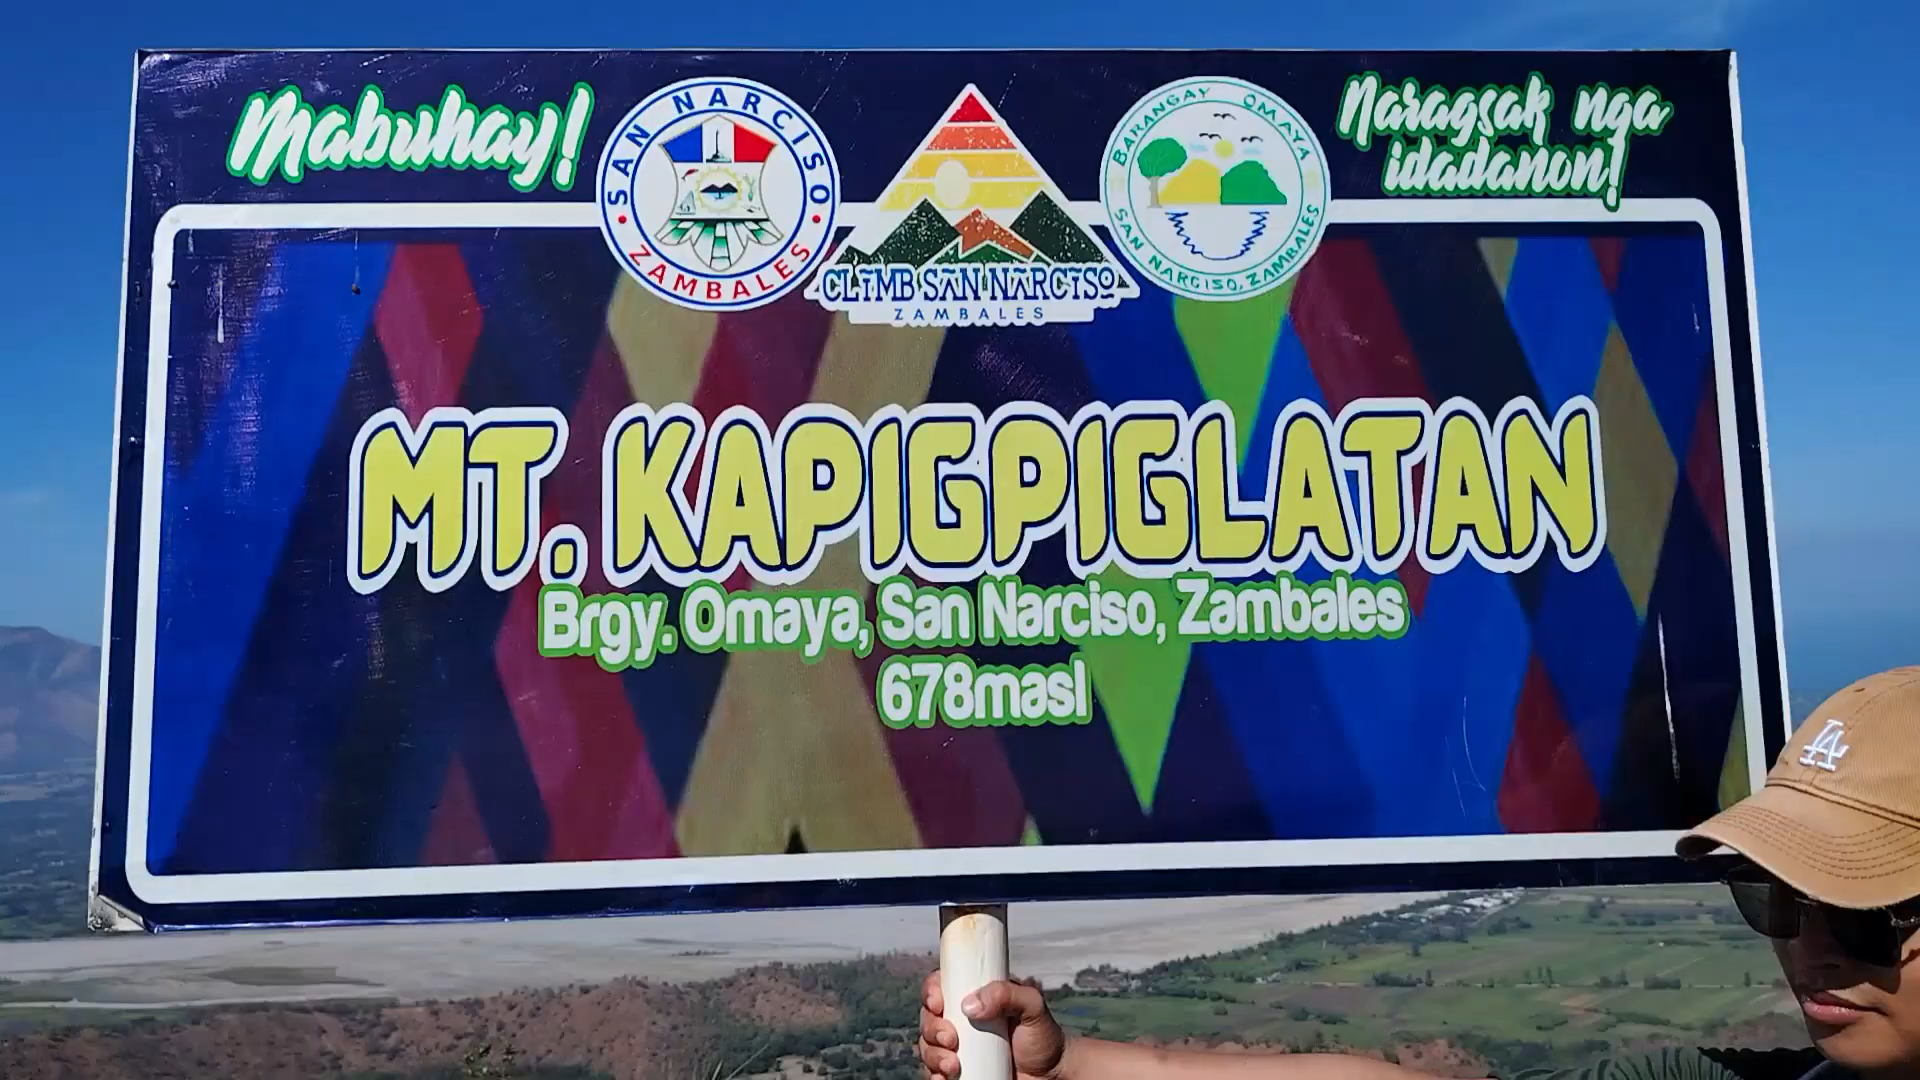 Mabuhay!
SAN NARCISO
ZAMBALES
CLIMB SAN NARCISO
ZAMBALES
BARANGAY OMAYA
SAN NARCISO, ZAMBALES
Naragsak nga
idadanon!
MT. KAPIGPIGLATAN
Brgy. Omaya, San Narciso, Zambales
678masl
LA